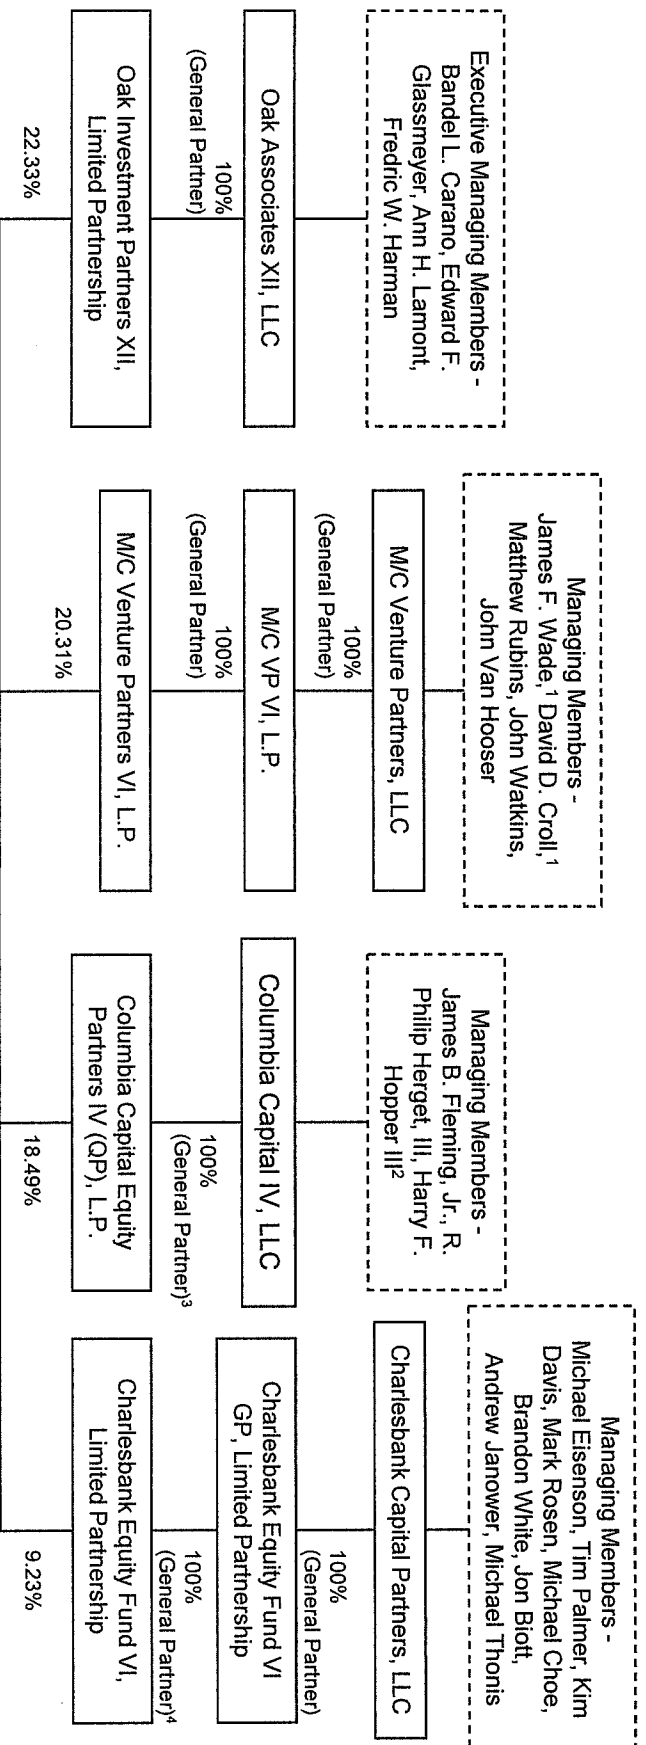 Executive Managing Members -
Bandel L. Carano, Edward F.
Glassmeyer, Ann H. Lamont,
Fredric W. Harman
Oak Associates XII, LLC
100%
(General Partner)
Oak Investment Partners XII,
Limited Partnership
22.33%
Managing Members -
James F. Wade,¹ David D. Croll,¹
Matthew Rubins, John Watkins,
John Van Hooser
M/C Venture Partners, LLC
100%
(General Partner)
M/C VP VI, L.P.
100%
(General Partner)
M/C Venture Partners VI, L.P.
20.31%
Managing Members -
James B. Fleming, Jr., R.
Philip Herget, III, Harry F.
Hopper III²
Columbia Capital IV, LLC
100%
(General Partner)³
Columbia Capital Equity
Partners IV (QP), L.P.
18.49%
Managing Members -
Michael Eisenson, Tim Palmer, Kim
Davis, Mark Rosen, Michael Choe,
Brandon White, Jon Biott,
Andrew Janower, Michael Thonis
Charlesbank Capital Partners, LLC
100%
(General Partner)
Charlesbank Equity Fund VI
GP, Limited Partnership
100%
(General Partner)⁴
Charlesbank Equity Fund VI,
Limited Partnership
9.23%